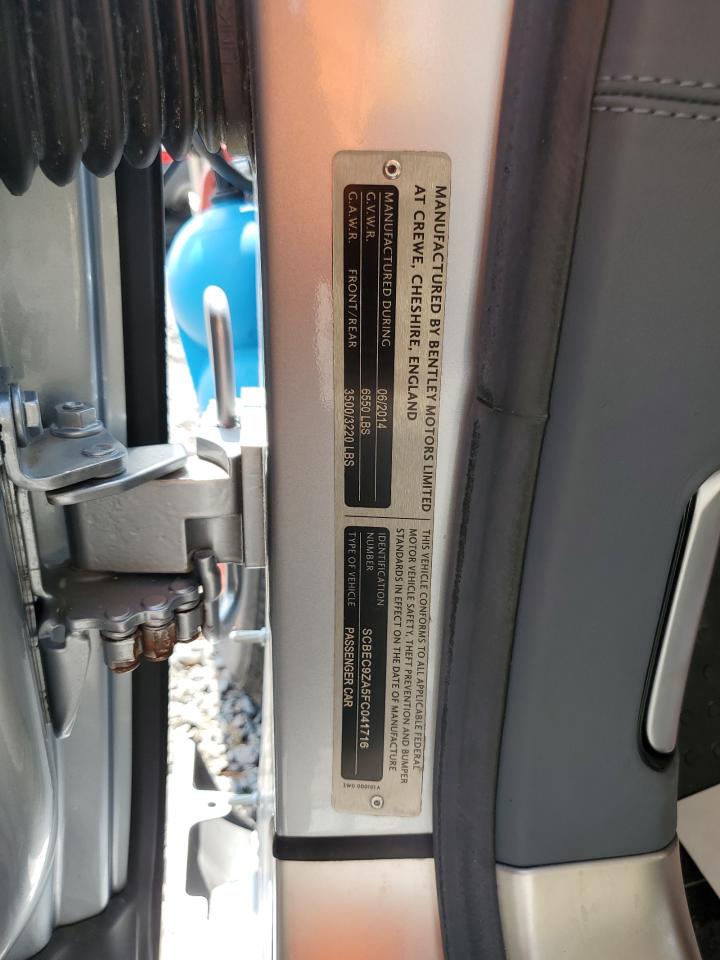 MANUFACTURED BY BENTLEY MOTORS LIMITED
AT CREWE, CHESHIRE, ENGLAND
MANUFACTURED DURING 06/2014
G.V.W.R. 6550 LBS
G.A.W.R. FRONT/REAR 3500/3220 LBS
THIS VEHICLE CONFORMS TO ALL APPLICABLE FEDERAL
MOTOR VEHICLE SAFETY, THEFT PREVENTION AND BUMPER
STANDARDS IN EFFECT ON THE DATE OF MANUFACTURE
IDENTIFICATION
NUMBER SCBEC9ZA5FC041716
TYPE OF VEHICLE PASSENGER CAR